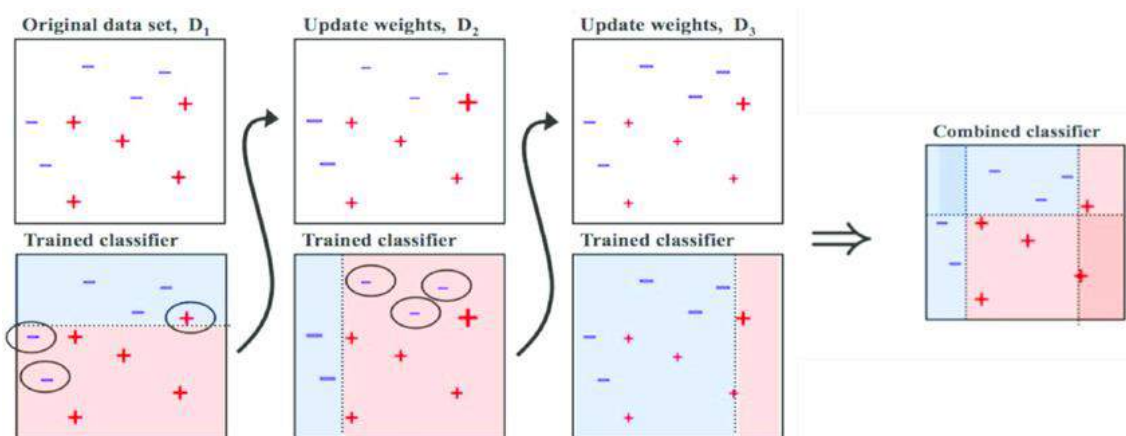 Original data set, D1
Update weights, D2
Update weights, D3
Combined classifier
Trained classifier
Trained classifier
Trained classifier